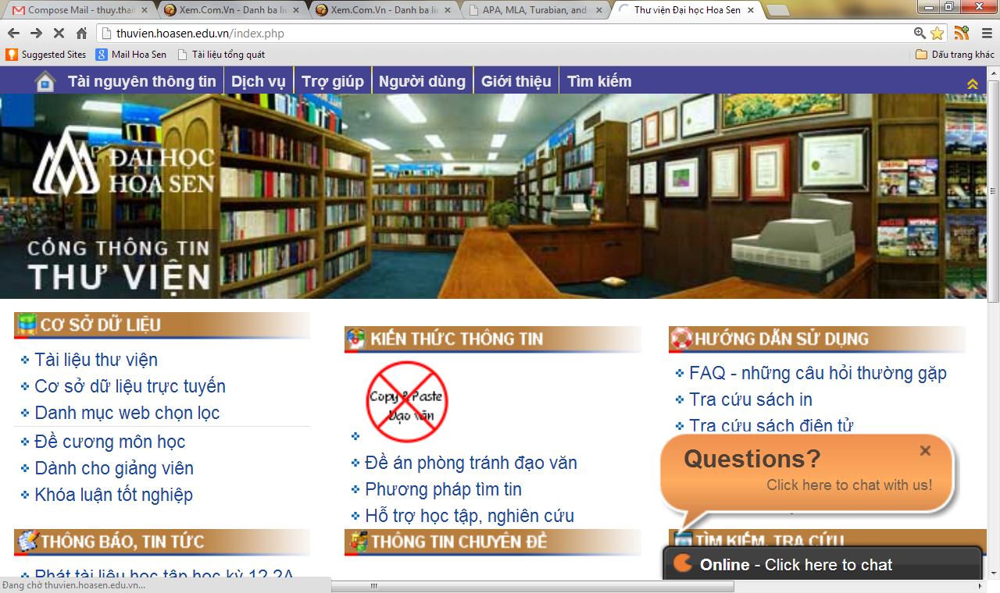 Compose Mail - thuy.thai
Xem.Com.Vn - Danh bạ liê
Xem.Com.Vn - Danh bạ liê
APA, MLA, Turabian, and
Thư viện Đại học Hoa Sen
thuvien.hoasen.edu.vn/index.php
Suggested Sites
Mail Hoa Sen
Tài liệu tổng quát
Dấu trang khác
Tài nguyên thông tin
Dịch vụ
Trợ giúp
Người dùng
Giới thiệu
Tìm kiếm
ĐẠI HỌC
HOA SEN
CỔNG THÔNG TIN
THƯ VIỆN
CƠ SỞ DỮ LIỆU
Tài liệu thư viện
Cơ sở dữ liệu trực tuyến
Danh mục web chọn lọc
Đề cương môn học
Dành cho giảng viên
Khóa luận tốt nghiệp
KIẾN THỨC THÔNG TIN
Copy & Paste
Đạo văn
Đề án phòng tránh đạo văn
Phương pháp tìm tin
Hỗ trợ học tập, nghiên cứu
HƯỚNG DẪN SỬ DỤNG
FAQ - những câu hỏi thường gặp
Tra cứu sách in
Tra cứu sách điện tử
Questions?
Click here to chat with us!
THÔNG BÁO, TIN TỨC
Phát tài liệu học tập học kỳ 12.2A
THÔNG TIN CHUYÊN ĐỀ
TÌM KIẾM, TRA CỨU
Online - Click here to chat
Đang chờ thuvien.hoasen.edu.vn...